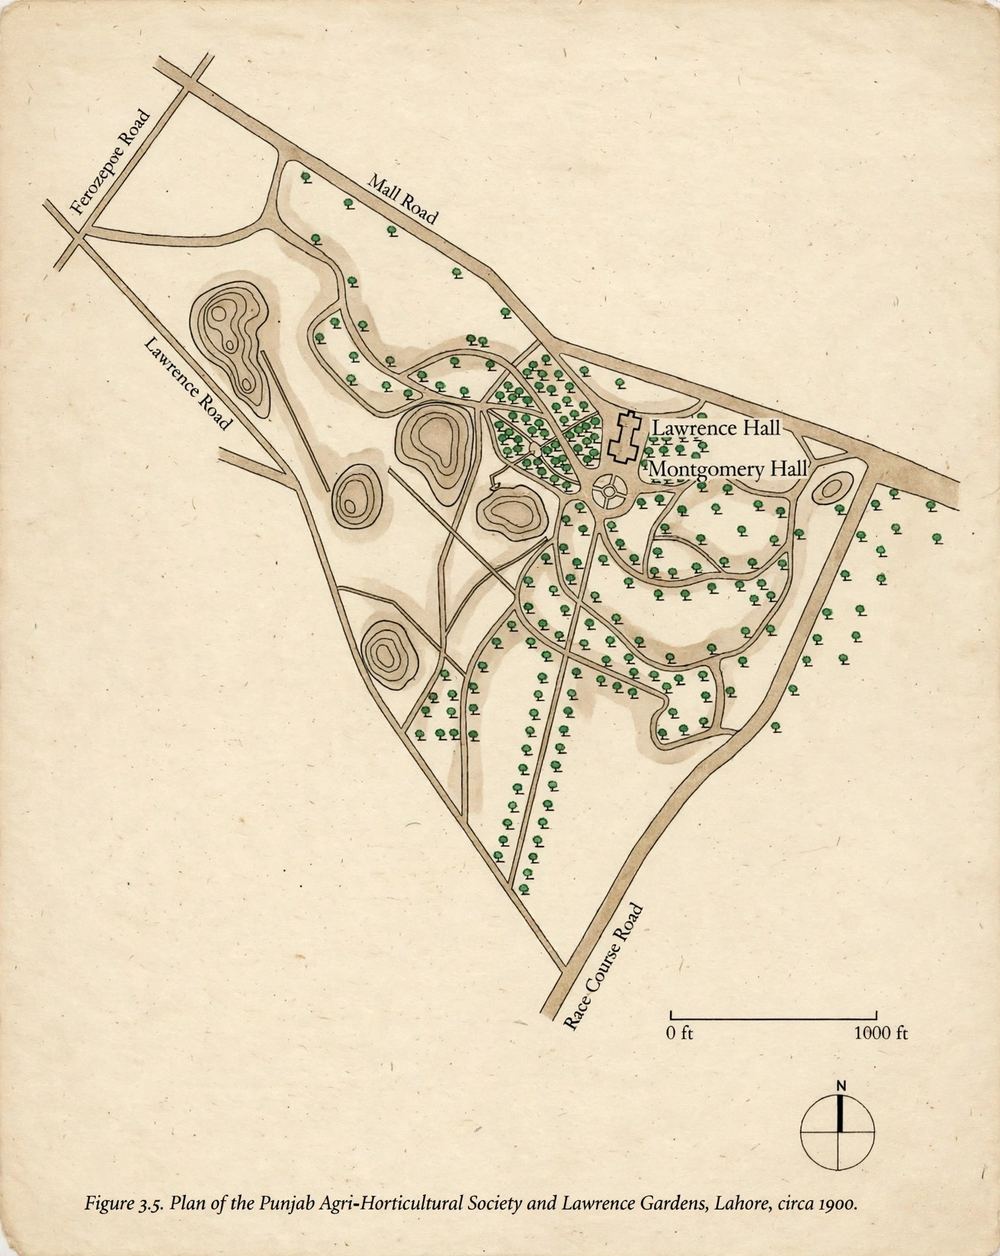 Ferozepoe Road
Mall Road
Lawrence Road
Lawrence Hall
Montgomery Hall
Race Course Road
0 ft 1000 ft
N
Figure 3.5. Plan of the Punjab Agri-Horticultural Society and Lawrence Gardens, Lahore, circa 1900.